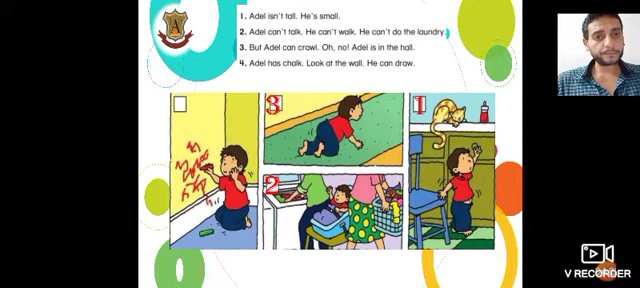 1. Adel isn't tall. He's small.
2. Adel can't talk. He can't walk. He can't do the laundry.
3. But Adel can crawl. Oh, no! Adel is in the hall.
4. Adel has chalk. Look at the wall. He can draw.
3
1
2
A
V RECORDER